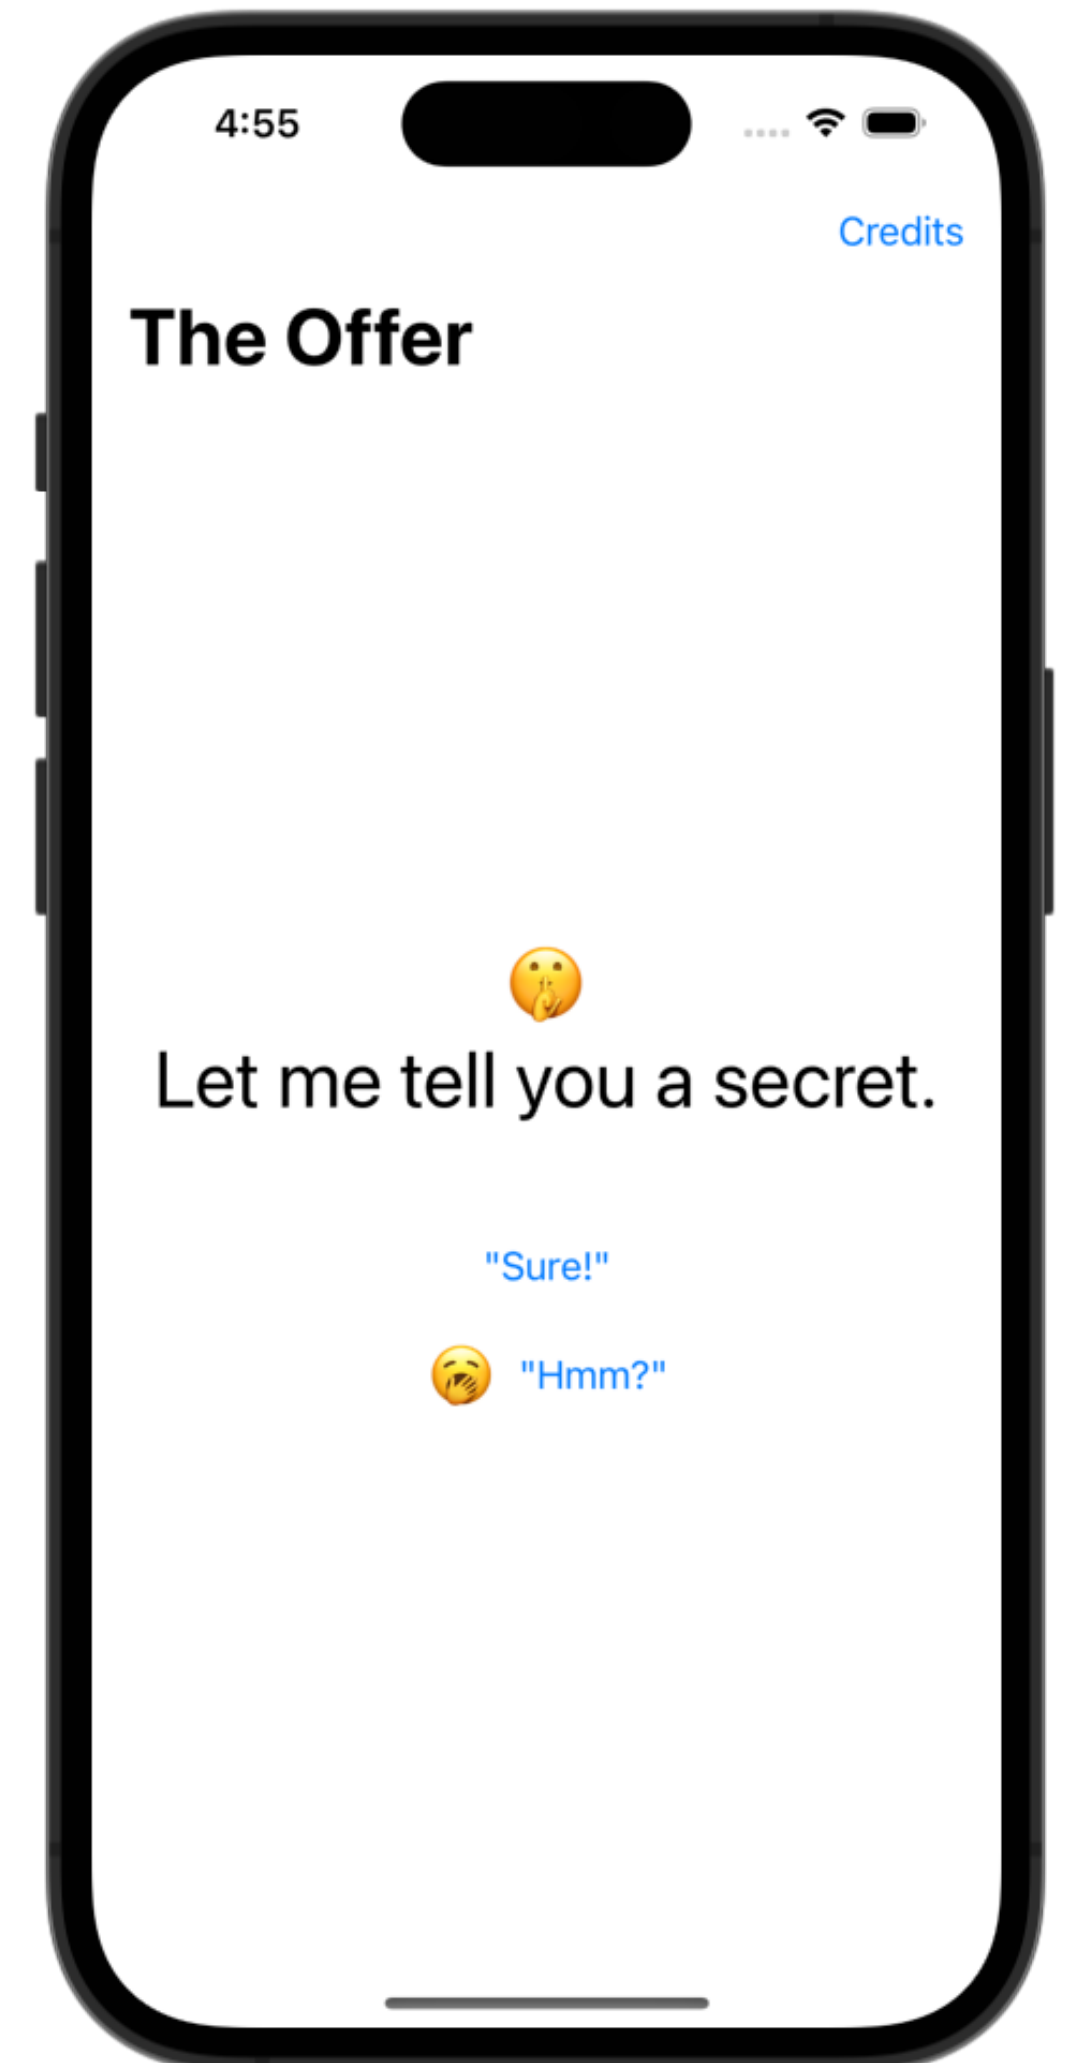 4:55
Credits
The Offer
🤫
Let me tell you a secret.
"Sure!"
🥱 "Hmm?"